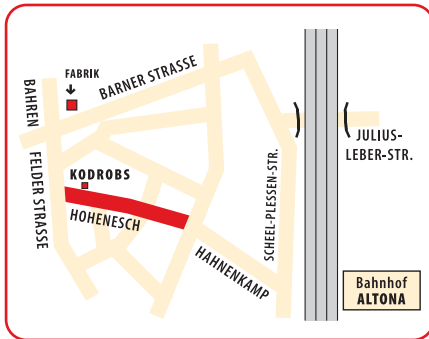 FABRIK
BARNER STRASSE
BAHREN
FELDER STRASSE
JULIUS-
LEBER-STR.
KODROBS
HOHENESCH
SCHEEL-PLESSEN-STR.
HAHNENKAMP
Bahnhof
ALTONA